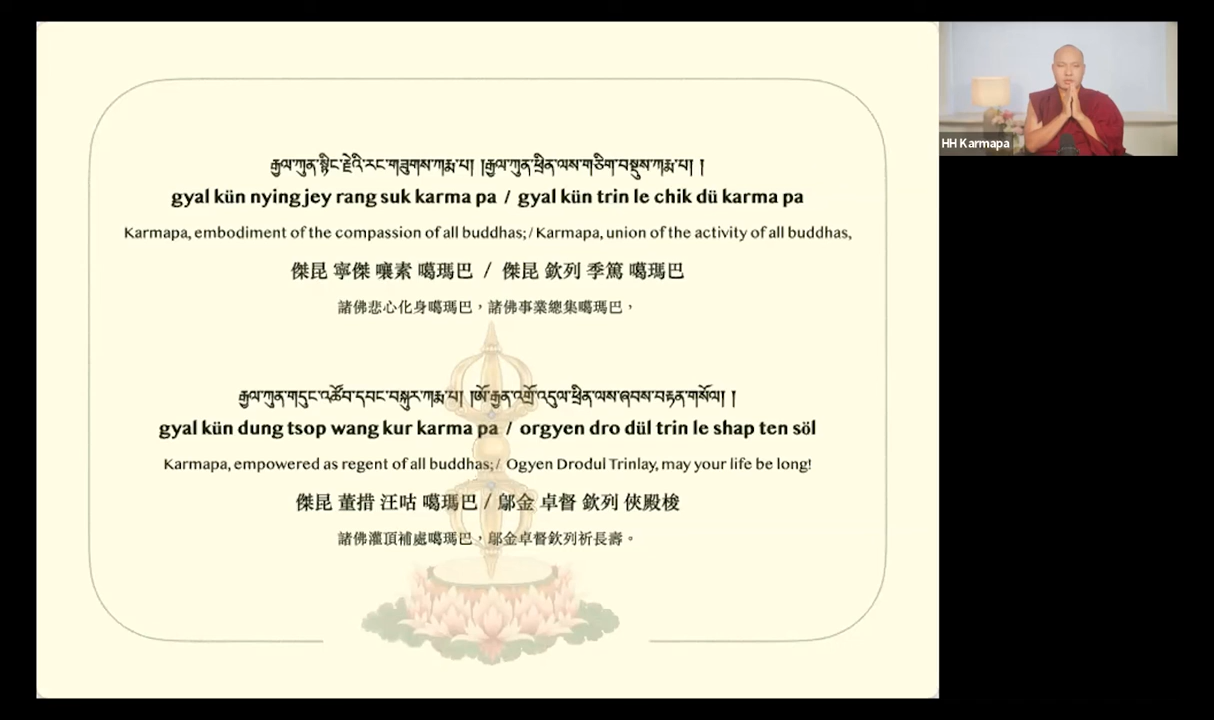 རྒྱལ་ཀུན་སྙིང་རྗེའི་རང་གཟུགས་ཀརྨ་པ། །རྒྱལ་ཀུན་ཕྲིན་ལས་གཅིག་བསྡུས་ཀརྨ་པ། །
gyal kün nying jey rang suk karma pa / gyal kün trin le chik dü karma pa
Karmapa, embodiment of the compassion of all buddhas; / Karmapa, union of the activity of all buddhas,
傑昆 寧傑 嚷素 噶瑪巴 / 傑昆 欽列 季篤 噶瑪巴
諸佛悲心化身噶瑪巴，諸佛事業總集噶瑪巴，
རྒྱལ་ཀུན་གདུང་འཚོབ་དབང་བསྐུར་ཀརྨ་པ། །ཨོ་རྒྱན་འགྲོ་འདུལ་ཕྲིན་ལས་ཞབས་བརྟན་གསོལ། །
gyal kün dung tsop wang kur karma pa / orgyen dro dül trin le shap ten söl
Karmapa, empowered as regent of all buddhas; / Ogyen Drodul Trinlay, may your life be long!
傑昆 董措 汪咕 噶瑪巴 / 鄔金 卓督 欽列 俠殿梭
諸佛灌頂補處噶瑪巴，鄔金卓督欽列祈長壽。
HH Karmapa